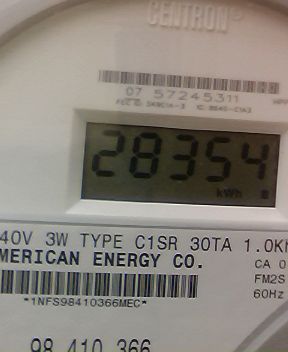 CENTRON®
07 57245311
28354
kWh
40V 3W TYPE C1SR 30TA 1.0K
MERICAN ENERGY CO.
CA 0
FM2S
60Hz
*1NFS98410366MEC*
98 410 366